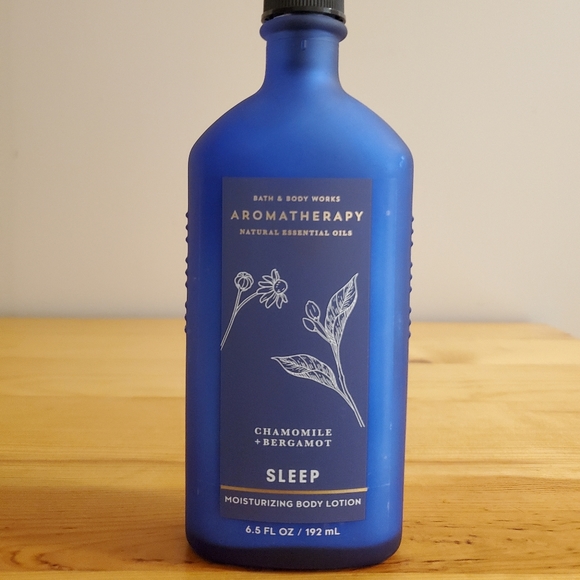 BATH & BODY WORKS
AROMATHERAPY
NATURAL ESSENTIAL OILS
CHAMOMILE
+BERGAMOT
SLEEP
MOISTURIZING BODY LOTION
6.5 FL OZ / 192 mL